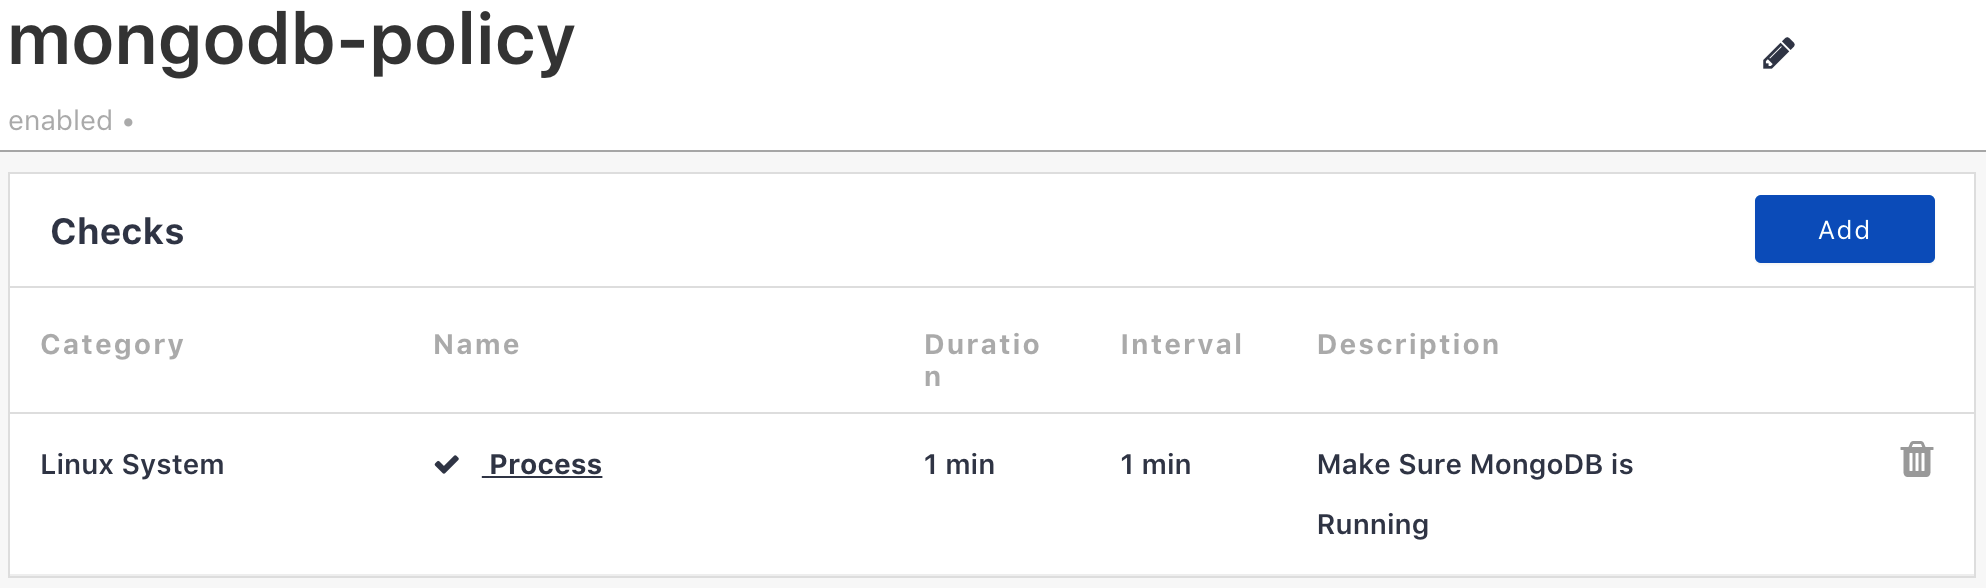 mongodb-policy
enabled •
Checks
Add
Category Name Duratio Interval Description
n
Linux System Process 1 min 1 min Make Sure MongoDB is
Running